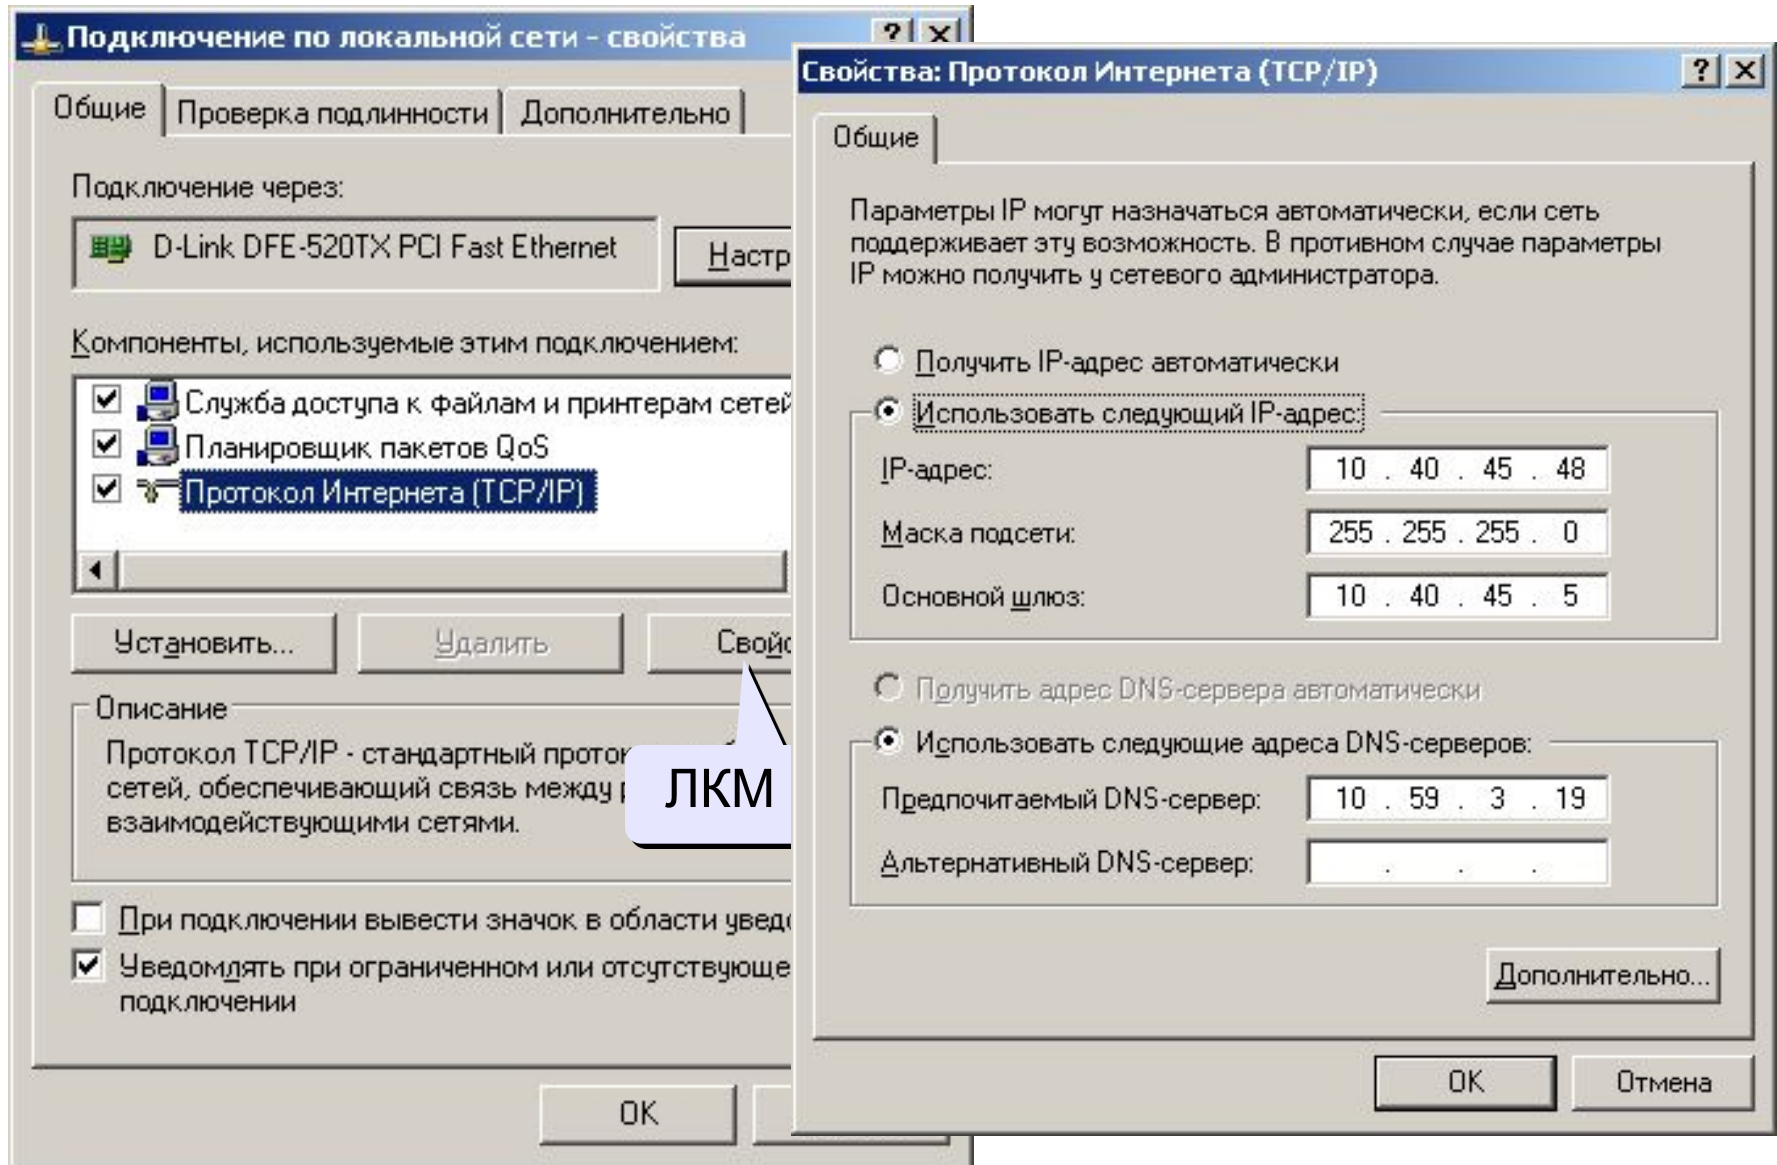 Подключение по локальной сети - свойства
Общие
Проверка подлинности
Дополнительно
Подключение через:
D-Link DFE-520TX PCI Fast Ethernet
Компоненты, используемые этим подключением:
Служба доступа к файлам и принтерам сетей
Планировщик пакетов QoS
Протокол Интернета (TCP/IP)
Установить...
Удалить
Описание
Протокол TCP/IP - стандартный
сетей, обеспечивающий связь между
взаимодействующими сетями.
ЛКМ
При подключении вывести значок в области
Уведомлять при ограниченном или
подключении
OK
Свойства: Протокол Интернета (TCP/IP)
Общие
Параметры IP могут назначаться автоматически, если сеть
поддерживает эту возможность. В противном случае параметры
IP можно получить у сетевого администратора.
Получить IP-адрес автоматически
Использовать следующий IP-адрес:
IP-адрес: 10 . 40 . 45 . 48
Маска подсети: 255 . 255 . 255 . 0
Основной шлюз: 10 . 40 . 45 . 5
Получить адрес DNS-сервера автоматически
Использовать следующие адреса DNS-серверов:
Предпочитаемый DNS-сервер: 10 . 59 . 3 . 19
Альтернативный DNS-сервер: . . .
Дополнительно...
OK
Отмена